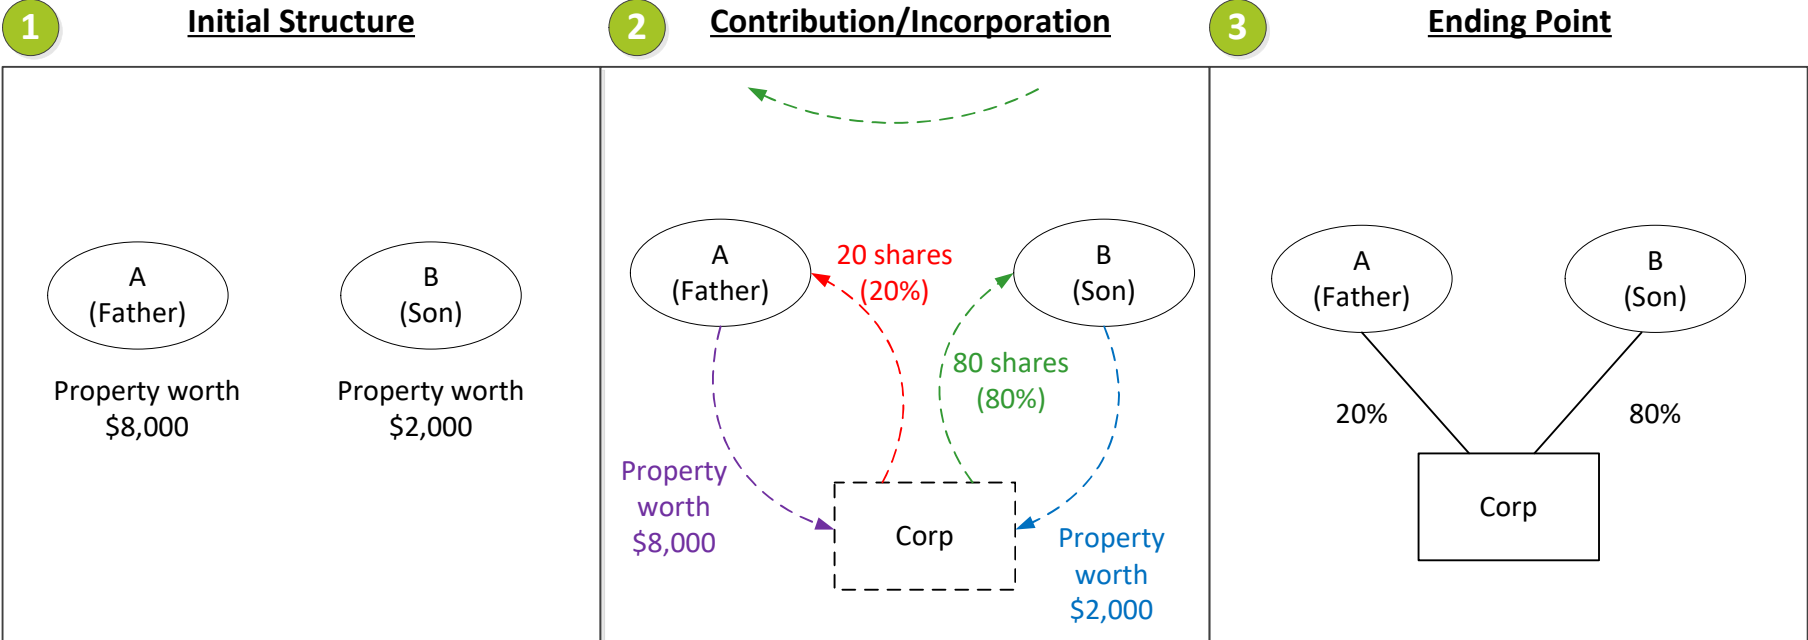 1
Initial Structure
2
Contribution/Incorporation
3
Ending Point
A
(Father)
B
(Son)
Property worth
$8,000
Property worth
$2,000
A
(Father)
20 shares
(20%)
B
(Son)
80 shares
(80%)
Property
worth
$8,000
Corp
Property
worth
$2,000
A
(Father)
B
(Son)
20%
80%
Corp